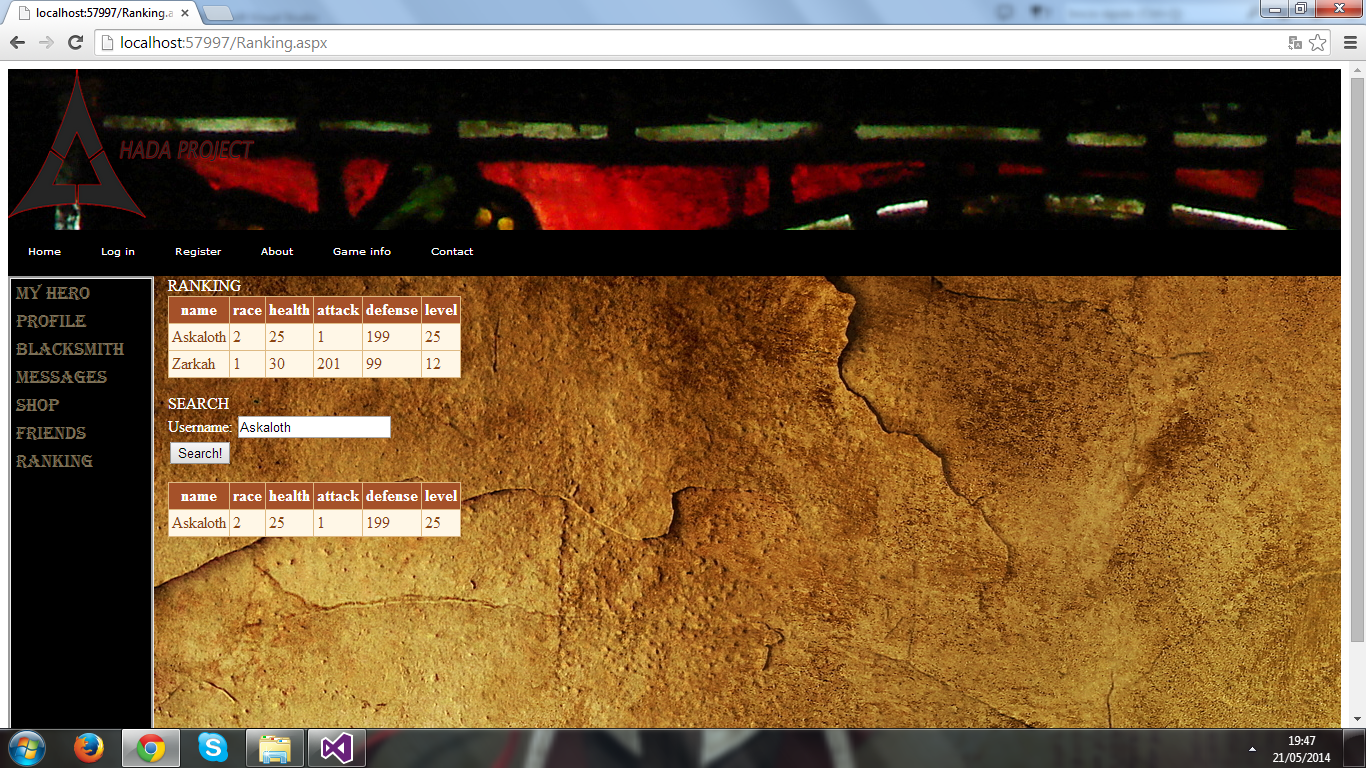 localhost:57997/Ranking.a
localhost:57997/Ranking.aspx
HADA PROJECT
Home Log in Register About Game info Contact
MY HERO
PROFILE
BLACKSMITH
MESSAGES
SHOP
FRIENDS
RANKING
RANKING
name race health attack defense level
Askaloth 2 25 1 199 25
Zarkah 1 30 201 99 12
SEARCH
Username: Askaloth
Search!
name race health attack defense level
Askaloth 2 25 1 199 25
19:47
21/05/2014